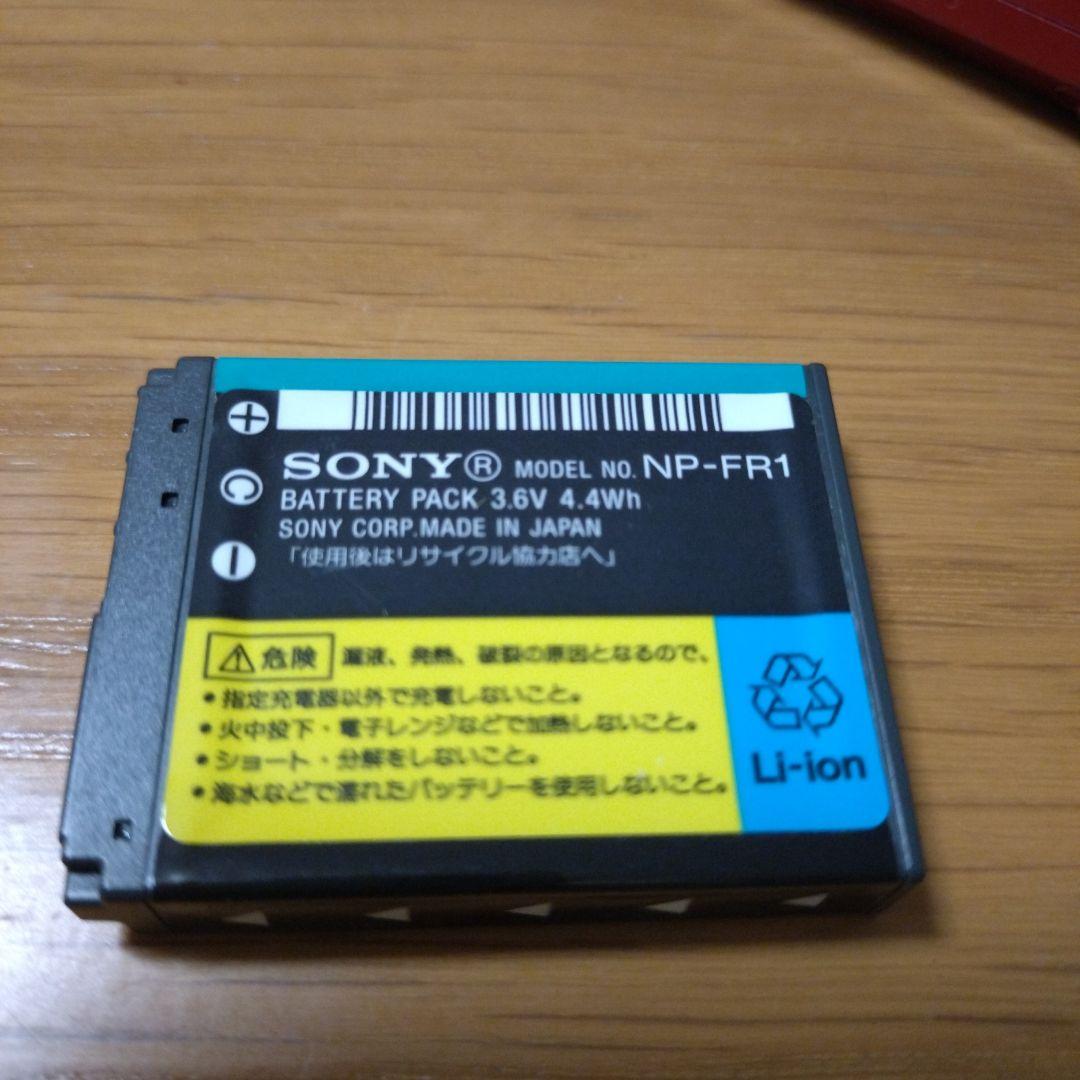 SONY® MODEL NO. NP-FR1
BATTERY PACK 3.6V 4.4Wh
SONY CORP. MADE IN JAPAN
「使用後はリサイクル協力店へ」
危険 漏液、発熱、破裂の原因となるので、
・指定充電器以外で充電しないこと。
・火中投下・電子レンジなどで加熱しないこと。
・ショート・分解をしないこと。
・海水などで濡れたバッテリーを使用しないこと。
Li-ion